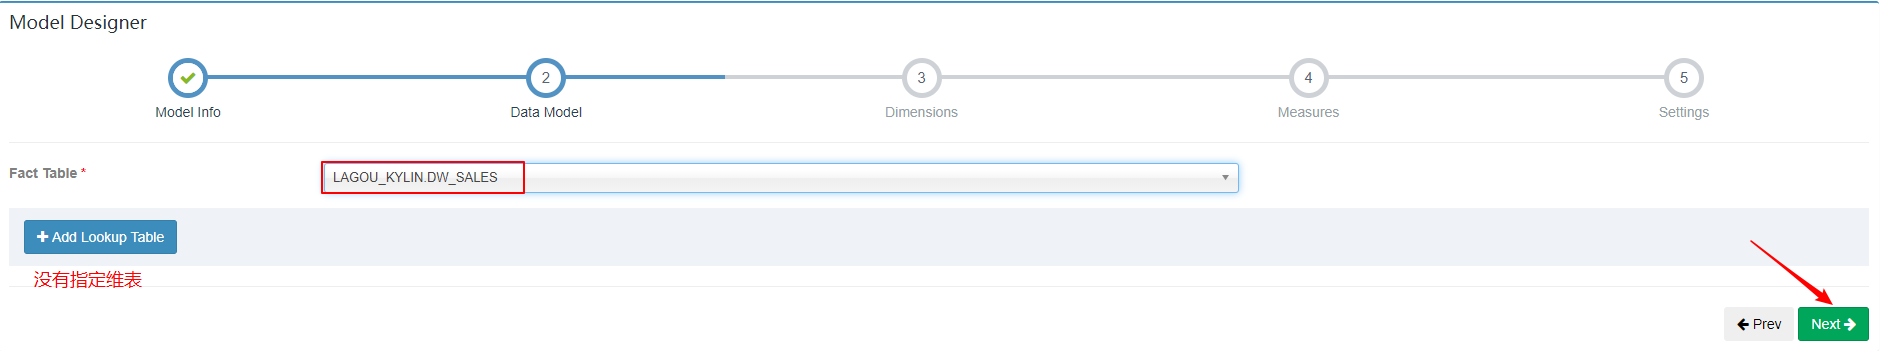 Model Designer
2
3
4
5
Model Info
Data Model
Dimensions
Measures
Settings
Fact Table *
LAGOU_KYLIN.DW_SALES
Add Lookup Table
没有指定维表
Prev
Next